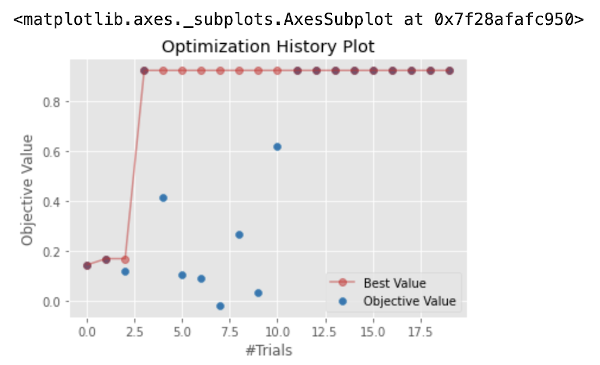 <matplotlib.axes._subplots.AxesSubplot at 0x7f28afafc950>
Optimization History Plot
Objective Value
0.8
0.6
0.4
0.2
0.0
Best Value
Objective Value
0.0 2.5 5.0 7.5 10.0 12.5 15.0 17.5
#Trials